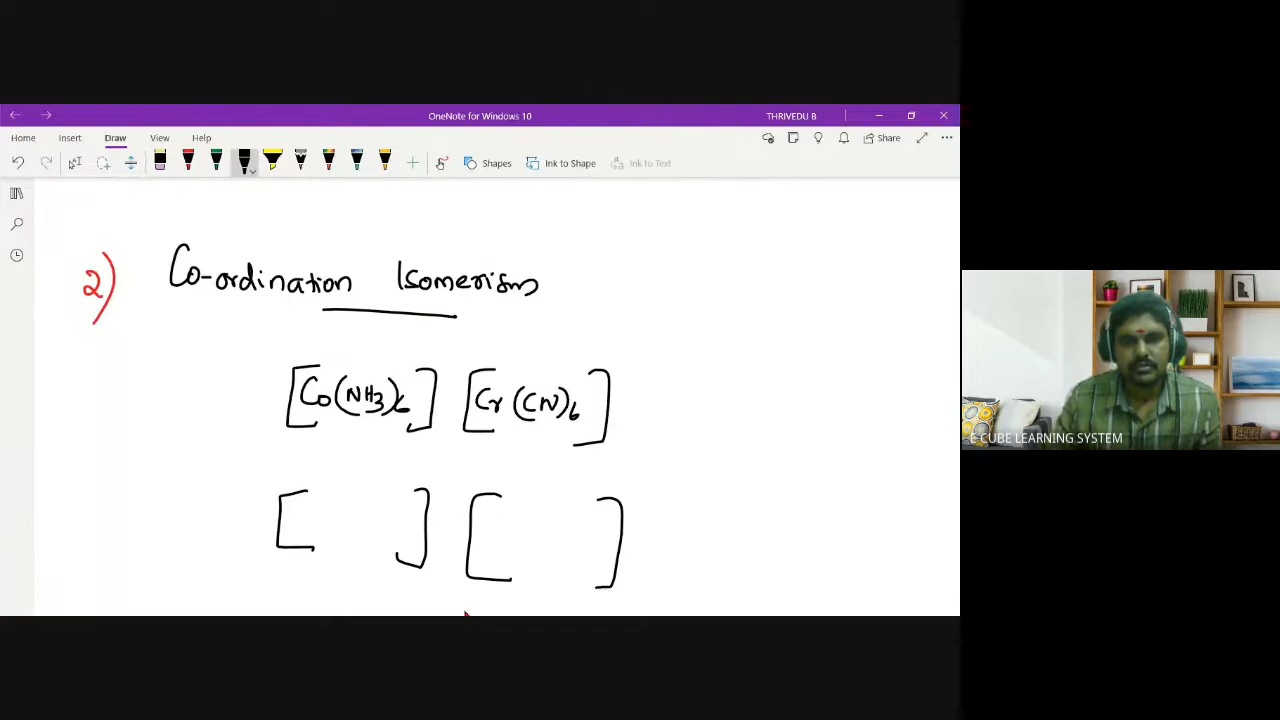 OneNote for Windows 10
THRIVEDU B
Home Insert Draw View Help
Share
Shapes Ink to Shape Ink to Text
2) Co-ordination Isomerism
[Co(NH3)6] [Cr(CN)6]
[ ] [ ]
E CUBE LEARNING SYSTEM